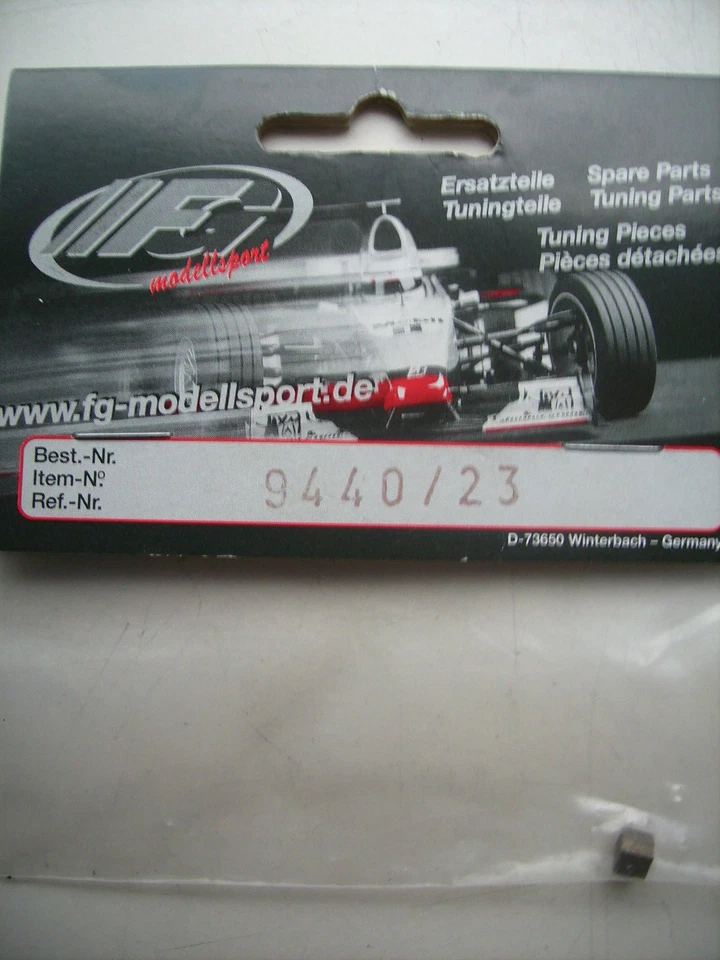 FG
modellsport
Ersatzteile
Tuningteile
Spare Parts
Tuning Parts
Tuning Pieces
Pièces détachées
www.fg-modellsport.de
Best.-Nr.
Item-Nº.
Ref.-Nr.
9440/23
D-73650 Winterbach – Germany